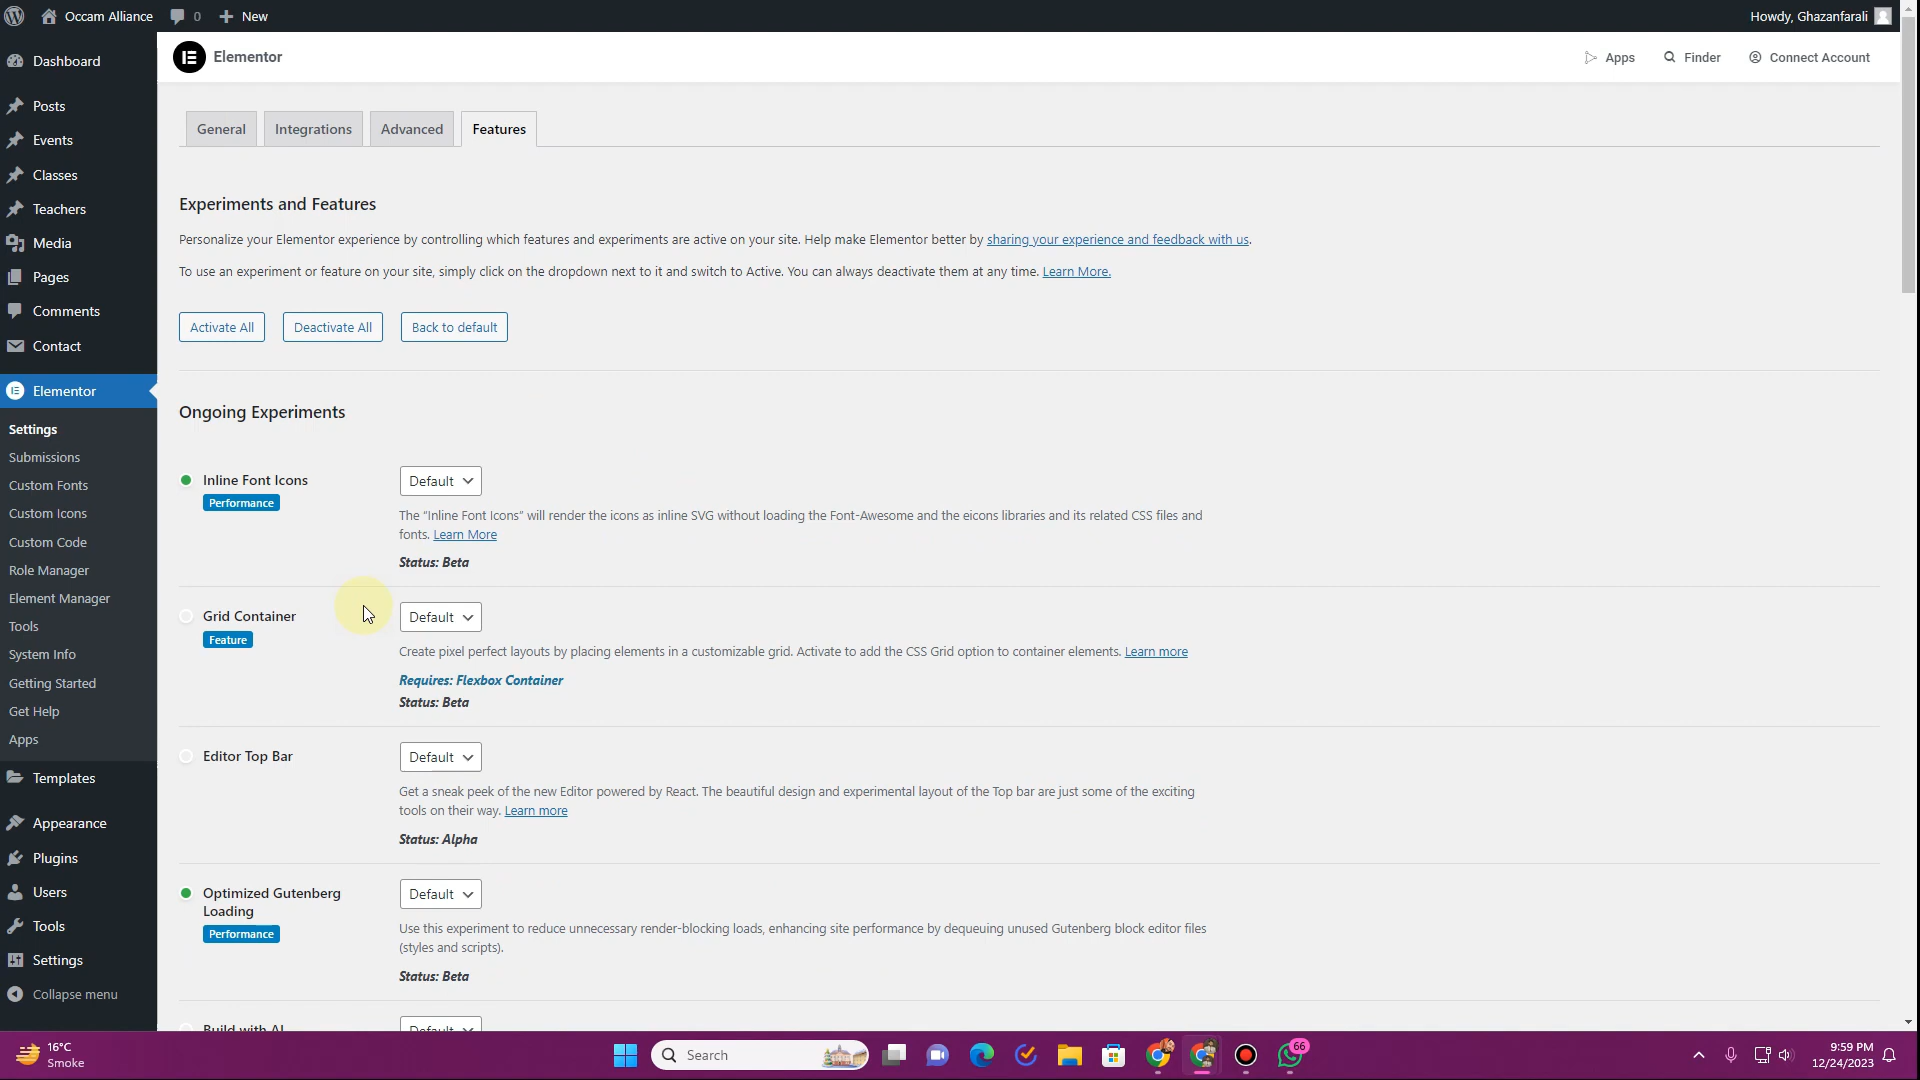 Occam Alliance 0 New
Howdy, Ghazanfarali
Dashboard
Posts
Events
Classes
Teachers
Media
Pages
Comments
Contact
Elementor
Settings
Submissions
Custom Fonts
Custom Icons
Custom Code
Role Manager
Element Manager
Tools
System Info
Getting Started
Get Help
Apps
Templates
Appearance
Plugins
Users
Tools
Settings
Collapse menu
Elementor
Apps Finder Connect Account
General Integrations Advanced Features
Experiments and Features
Personalize your Elementor experience by controlling which features and experiments are active on your site. Help make Elementor better by sharing your experience and feedback with us.
To use an experiment or feature on your site, simply click on the dropdown next to it and switch to Active. You can always deactivate them at any time. Learn More.
Activate All Deactivate All Back to default
Ongoing Experiments
Inline Font Icons
Performance
Default
The “Inline Font Icons” will render the icons as inline SVG without loading the Font-Awesome and the eicons libraries and its related CSS files and
fonts. Learn More
Status: Beta
Grid Container
Feature
Default
Create pixel perfect layouts by placing elements in a customizable grid. Activate to add the CSS Grid option to container elements. Learn more
Requires: Flexbox Container
Status: Beta
Editor Top Bar
Default
Get a sneak peek of the new Editor powered by React. The beautiful design and experimental layout of the Top bar are just some of the exciting
tools on their way. Learn more
Status: Alpha
Optimized Gutenberg
Loading
Performance
Default
Use this experiment to reduce unnecessary render-blocking loads, enhancing site performance by dequeuing unused Gutenberg block editor files
(styles and scripts).
Status: Beta
Build with AI
Default
16°C
Smoke
Search
66
9:59 PM
12/24/2023